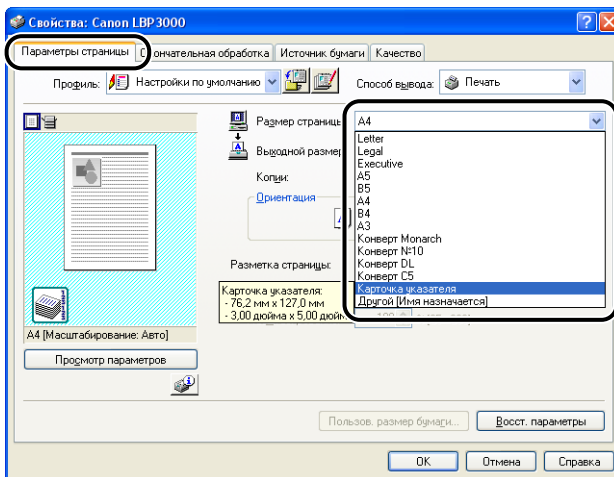 Свойства: Canon LBP3000
Параметры страницы
Окончательная обработка
Источник бумаги
Качество
Профиль:
Настройки по умолчанию
Способ вывода:
Печать
Размер страницы
A4
Выходной размер
Letter
Legal
Executive
A5
B5
A4
B4
A3
Конверт Monarch
Конверт №10
Конверт DL
Конверт C5
Карточка указателя
Другой [Имя назначается]
Копии:
Ориентация
Разметка страницы:
Карточка указателя:
- 76,2 мм x 127,0 мм
- 3,00 дюйма x 5,00 дюйм
A4 [Масштабирование: Авто]
Просмотр параметров
Пользов. размер бумаги...
Восст. параметры
OK
Отмена
Справка